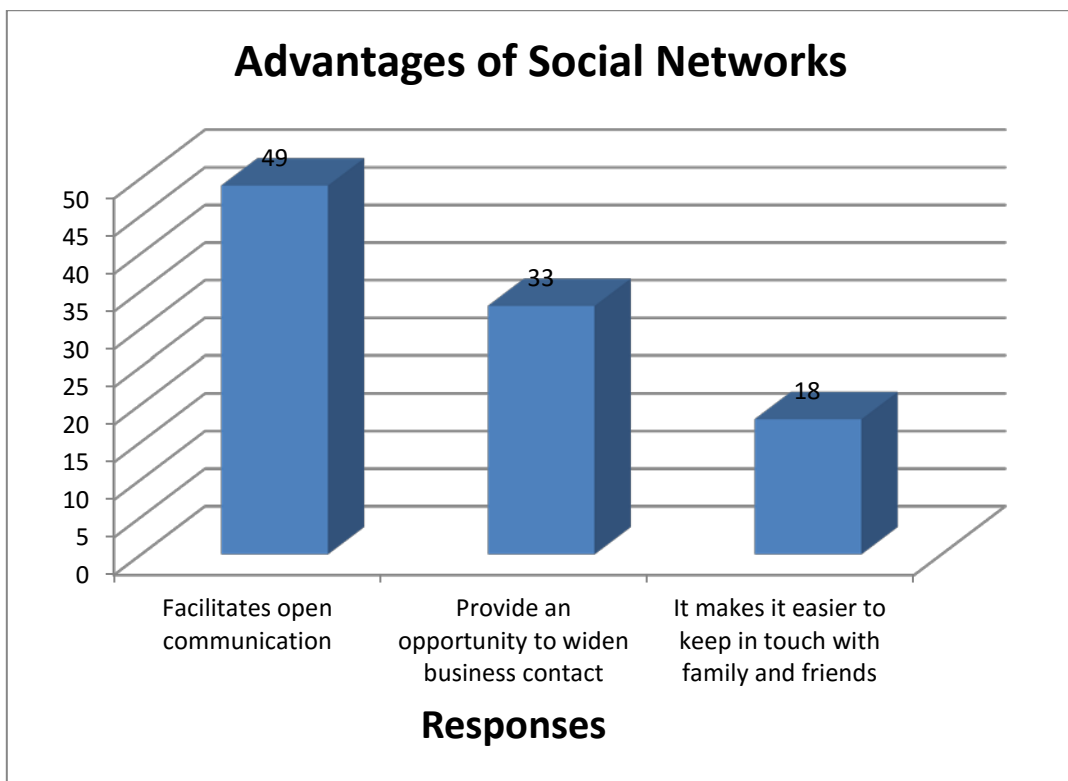 Advantages of Social Networks
49
33
18
50
45
40
35
30
25
20
15
10
5
0
Facilitates open
communication
Provide an
opportunity to widen
business contact
It makes it easier to
keep in touch with
family and friends
Responses